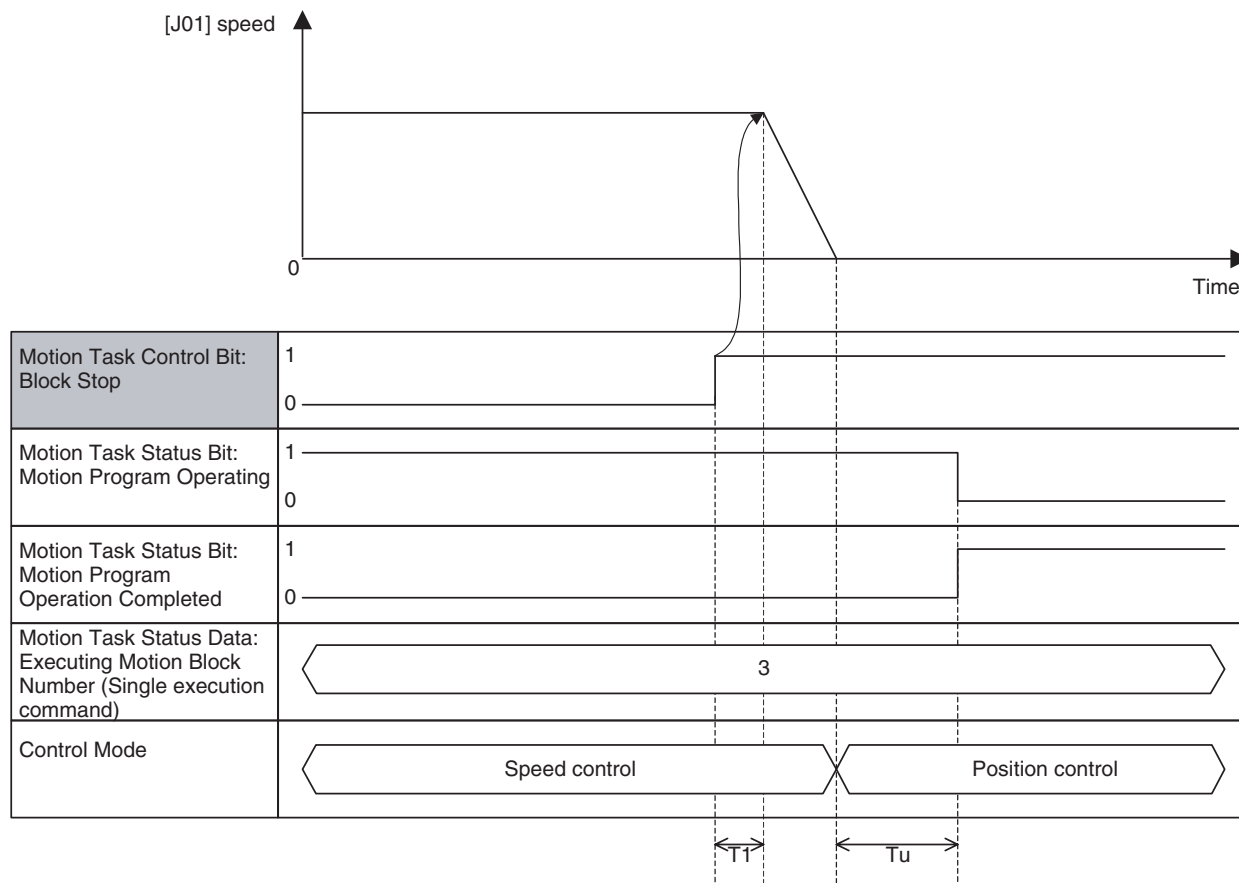 [J01] speed
0
Time
Motion Task Control Bit:
Block Stop
1
0
Motion Task Status Bit:
Motion Program Operating
1
0
Motion Task Status Bit:
Motion Program
Operation Completed
1
0
Motion Task Status Data:
Executing Motion Block
Number (Single execution
command)
3
Control Mode
Speed control
Position control
T1
Tu